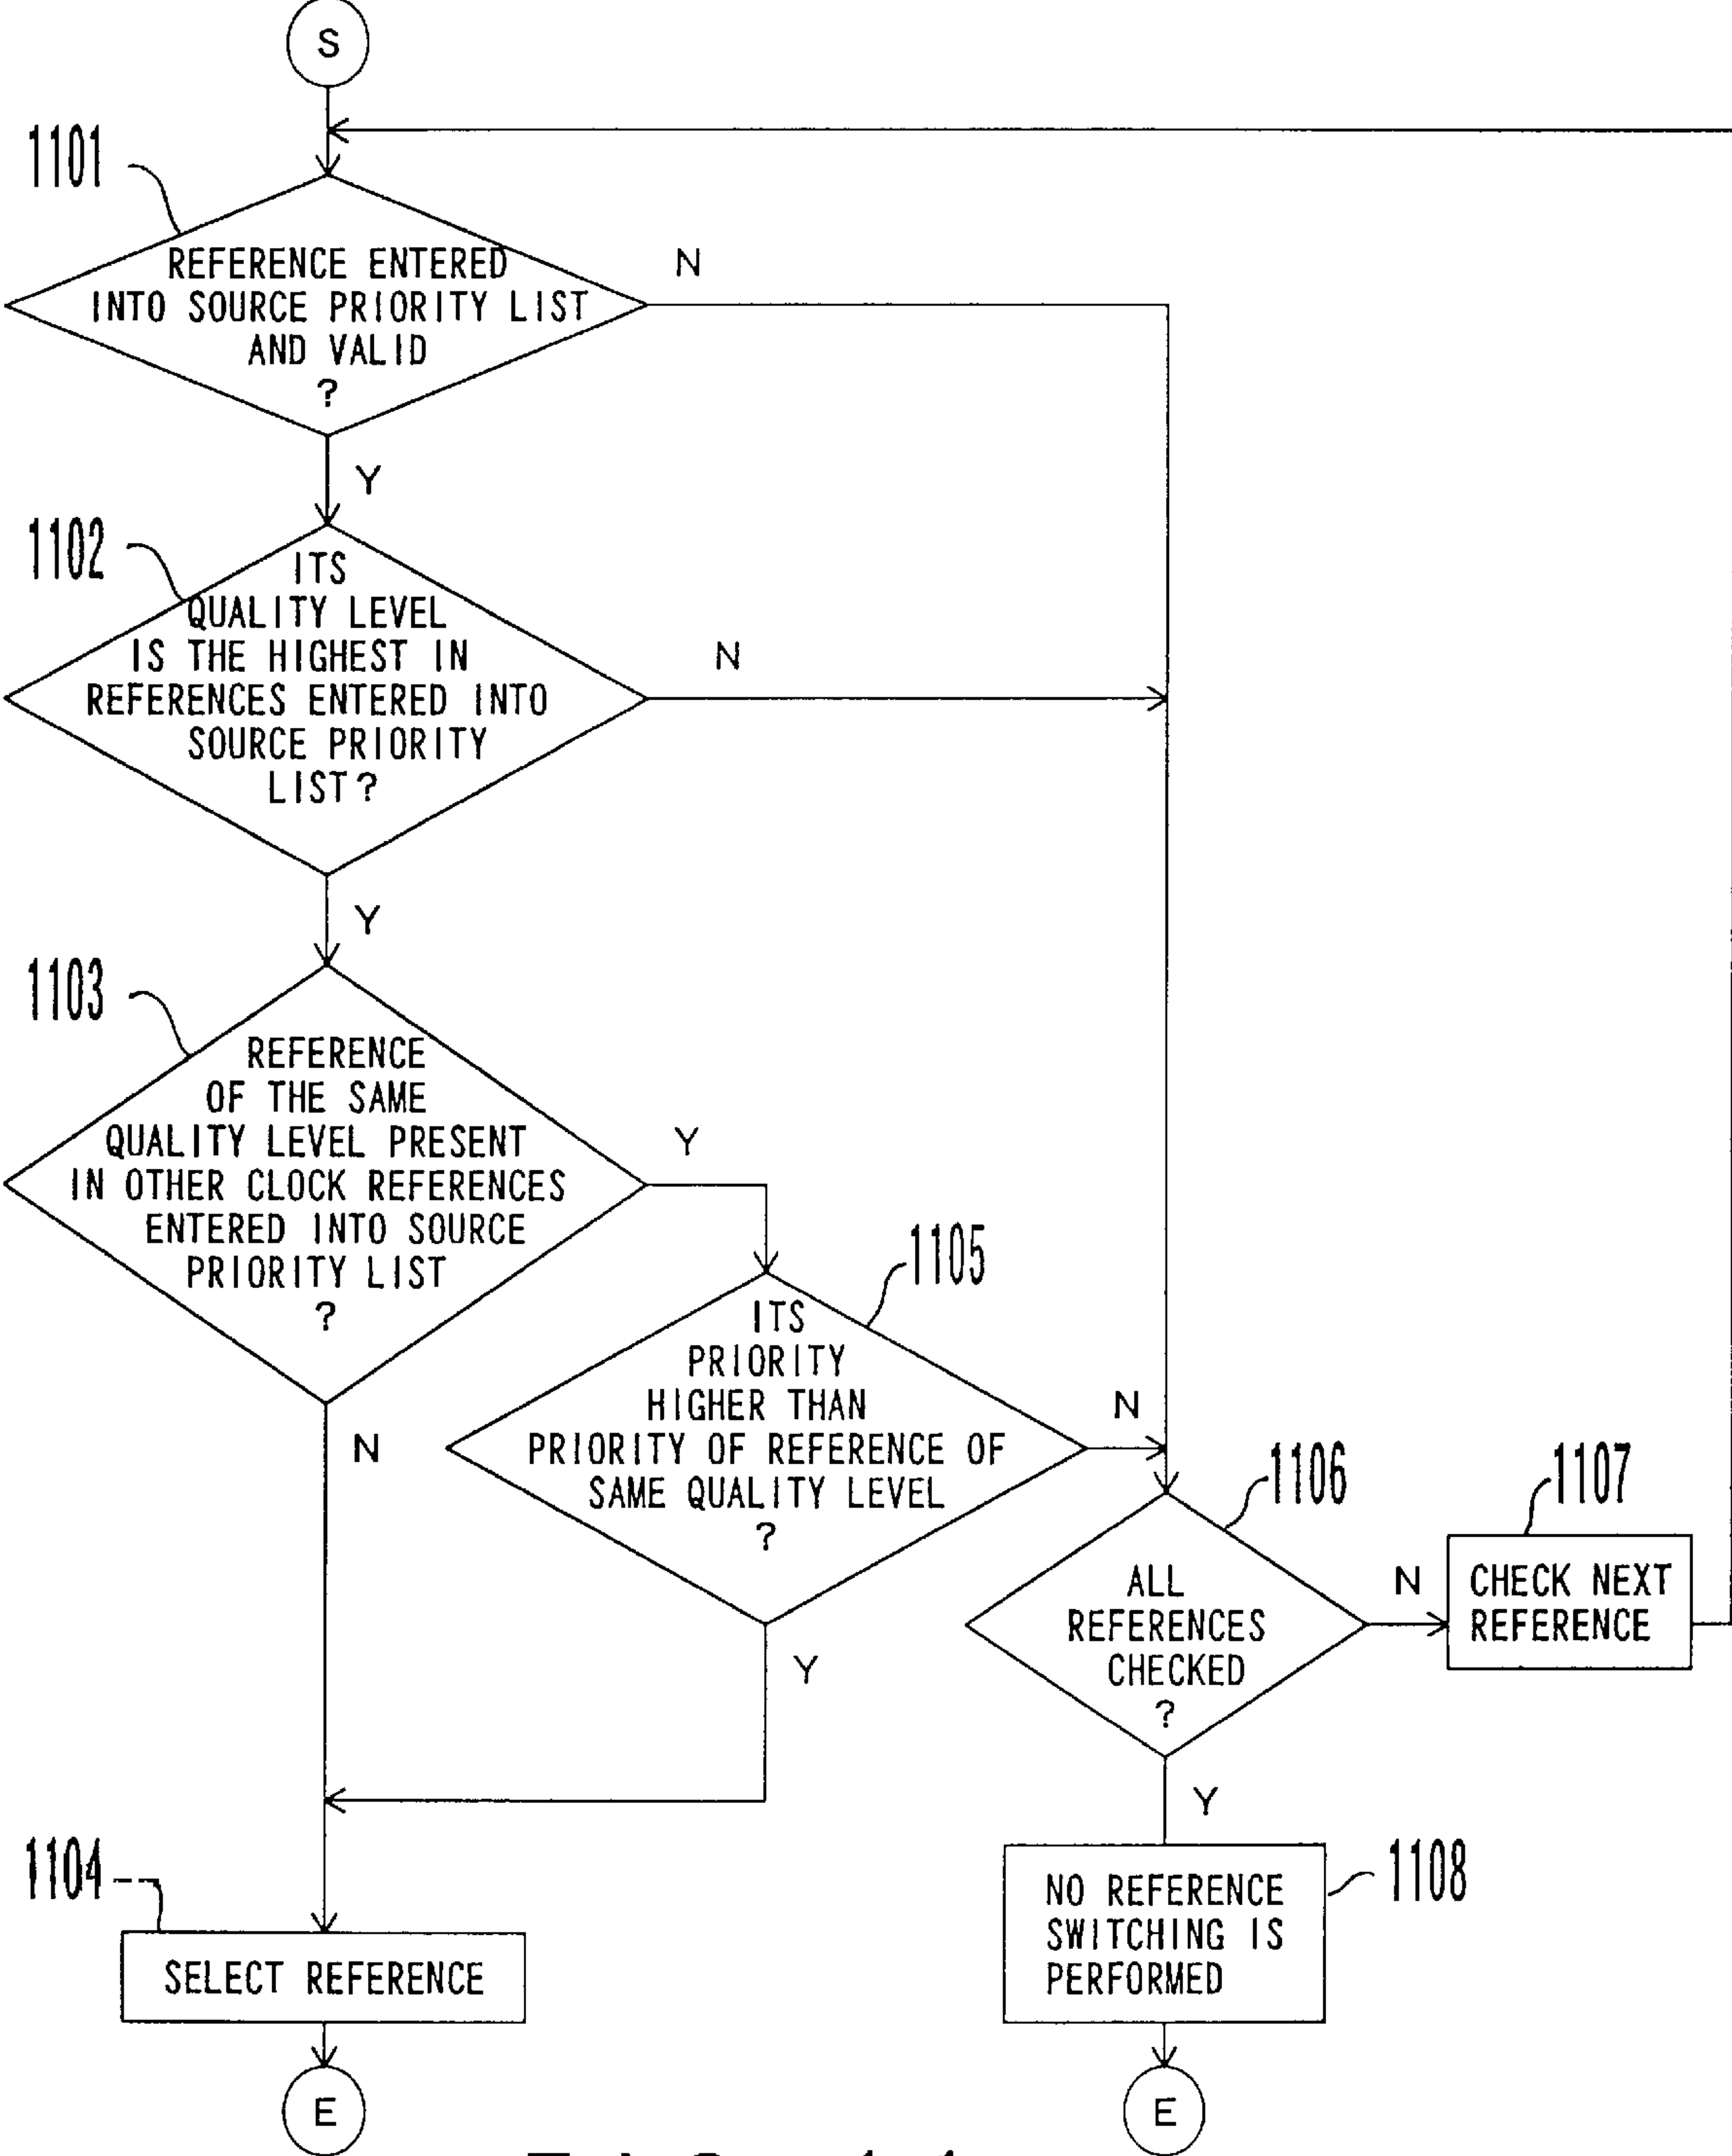 S
1101
REFERENCE ENTERED
INTO SOURCE PRIORITY LIST
AND VALID
?
N
Y
1102
ITS
QUALITY LEVEL
IS THE HIGHEST IN
REFERENCES ENTERED INTO
SOURCE PRIORITY
LIST?
N
Y
1103
REFERENCE
OF THE SAME
QUALITY LEVEL PRESENT
IN OTHER CLOCK REFERENCES
ENTERED INTO SOURCE
PRIORITY LIST
?
Y
N
1105
ITS
PRIORITY
HIGHER THAN
PRIORITY OF REFERENCE OF
SAME QUALITY LEVEL
?
N
Y
1106
ALL
REFERENCES
CHECKED
?
N
Y
1107
CHECK NEXT
REFERENCE
1104
SELECT REFERENCE
E
1108
NO REFERENCE
SWITCHING IS
PERFORMED
E